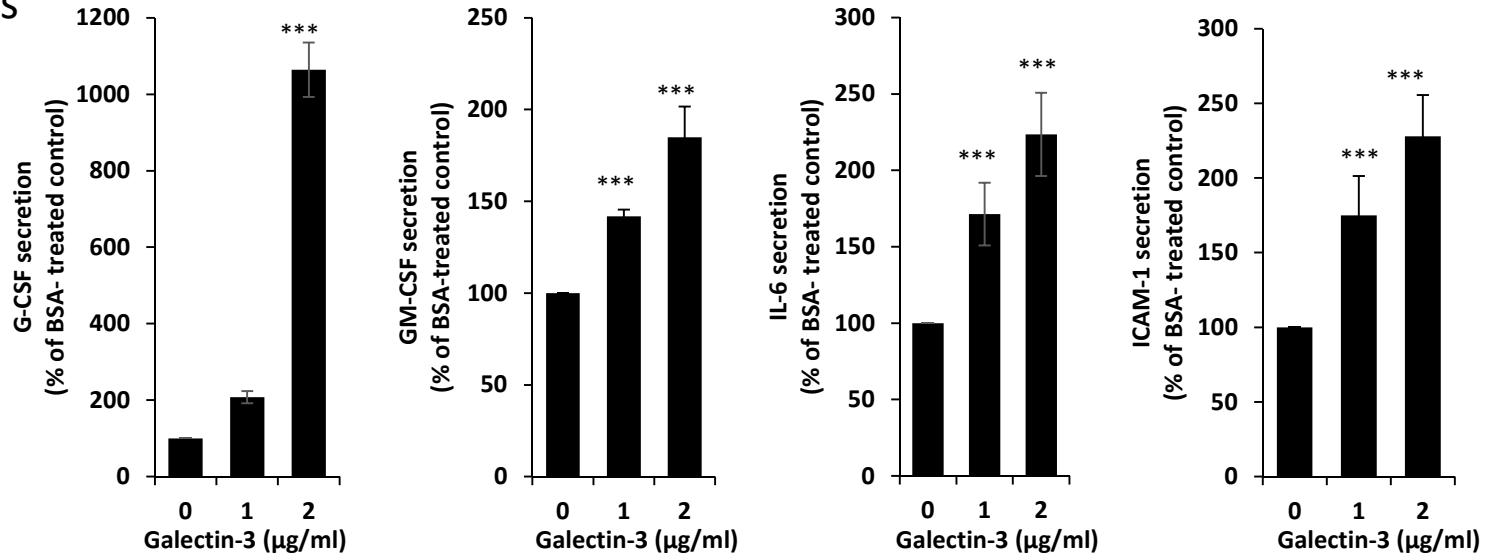 S
G-CSF secretion
(% of BSA- treated control)
1200
1000
800
600
400
200
0
***
0 1 2
Galectin-3 (µg/ml)
GM-CSF secretion
(% of BSA-treated control)
250
200
150
100
50
0
***
***
0 1 2
Galectin-3 (µg/ml)
IL-6 secretion
(% of BSA- treated control)
300
250
200
150
100
50
0
***
***
0 1 2
Galectin-3 (µg/ml)
ICAM-1 secretion
(% of BSA- treated control)
300
250
200
150
100
50
0
***
***
0 1 2
Galectin-3 (µg/ml)